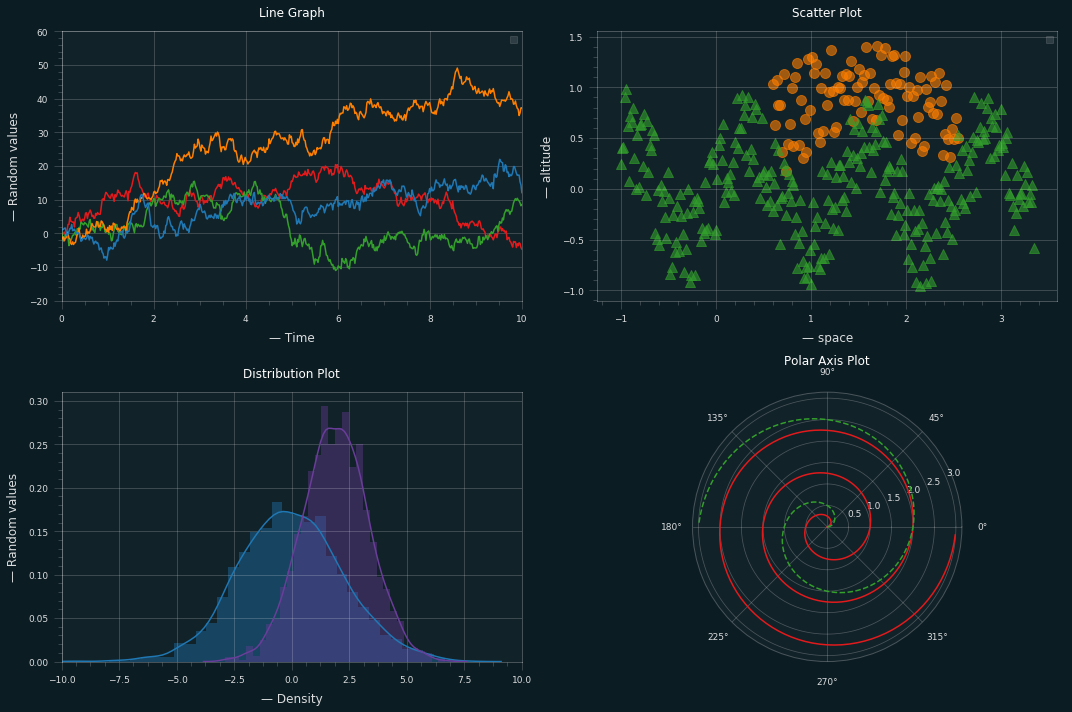 Line Graph
60
50
40
30
20
10
0
−10
−20
— Random values
0 2 4 6 8 10
— Time
Scatter Plot
1.5
1.0
0.5
0.0
−0.5
−1.0
— altitude
−1 0 1 2 3
— space
Distribution Plot
0.30
0.25
0.20
0.15
0.10
0.05
0.00
— Random values
−10.0 −7.5 −5.0 −2.5 0.0 2.5 5.0 7.5 10.0
— Density
Polar Axis Plot
90°
135° 45°
3.0
2.5
2.0
1.5
1.0
0.5
180° 0°
225° 315°
270°